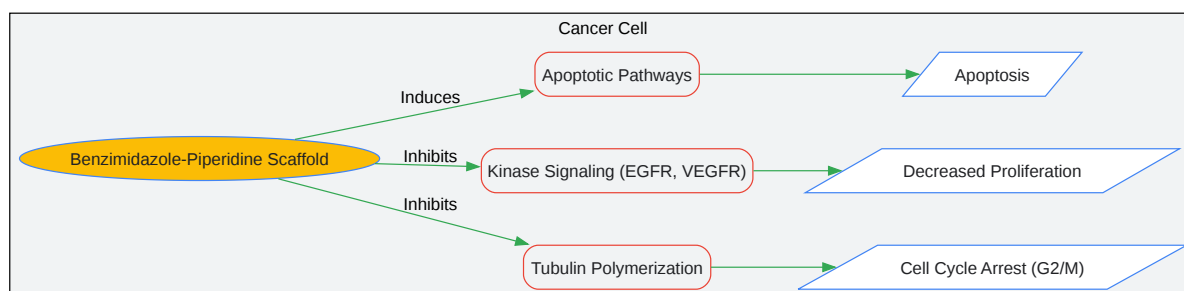 Cancer Cell
Apoptotic Pathways
Apoptosis
Induces
Benzimidazole-Piperidine Scaffold
Inhibits
Kinase Signaling (EGFR, VEGFR)
Decreased Proliferation
Inhibits
Tubulin Polymerization
Cell Cycle Arrest (G2/M)